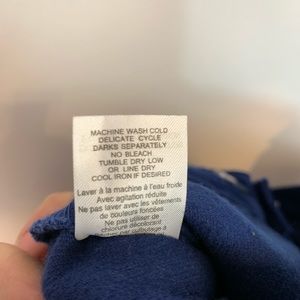 MACHINE WASH COLD
DELICATE CYCLE
DARKS SEPARATELY
NO BLEACH
TUMBLE DRY LOW
OR LINE DRY
COOL IRON IF DESIRED
Laver à la machine à l'eau froide
Avec agitation réduite
Ne pas laver avec les vêtements
de couleurs foncées
Ne pas utiliser de
chlorure décolorant